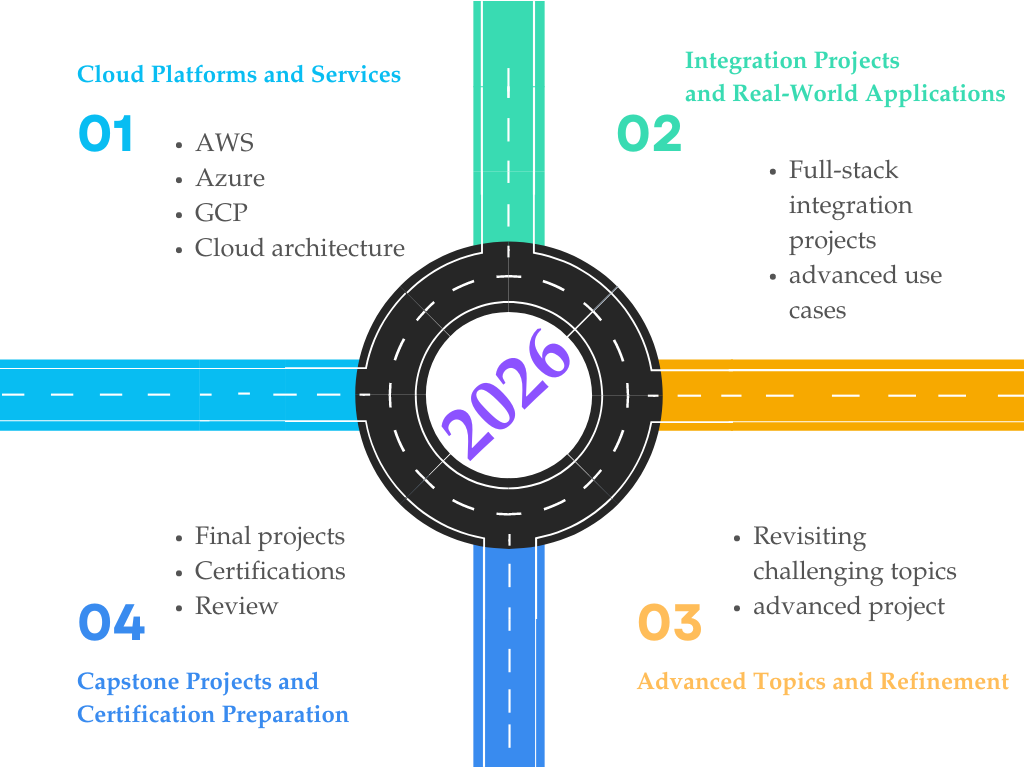 Cloud Platforms and Services
01
• AWS
• Azure
• GCP
• Cloud architecture
Integration Projects
and Real-World Applications
02
• Full-stack
integration
projects
• advanced use
cases
2026
• Final projects
• Certifications
• Review
04
Capstone Projects and
Certification Preparation
• Revisiting
challenging topics
• advanced project
03
Advanced Topics and Refinement